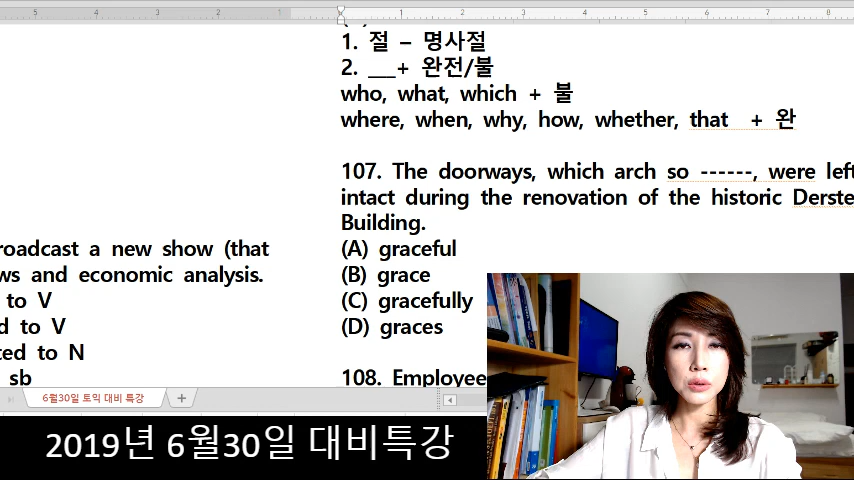 1. 절 – 명사절
2. __+ 완전/불
who, what, which + 불
where, when, why, how, whether, that + 완
107. The doorways, which arch so ------, were left
intact during the renovation of the historic Derste
Building.
(A) graceful
(B) grace
(C) gracefully
(D) graces
108. Employee
roadcast a new show (that
ws and economic analysis.
to V
d to V
ted to N
sb
6월30일 토익 대비 특강
2019년 6월30일 대비특강